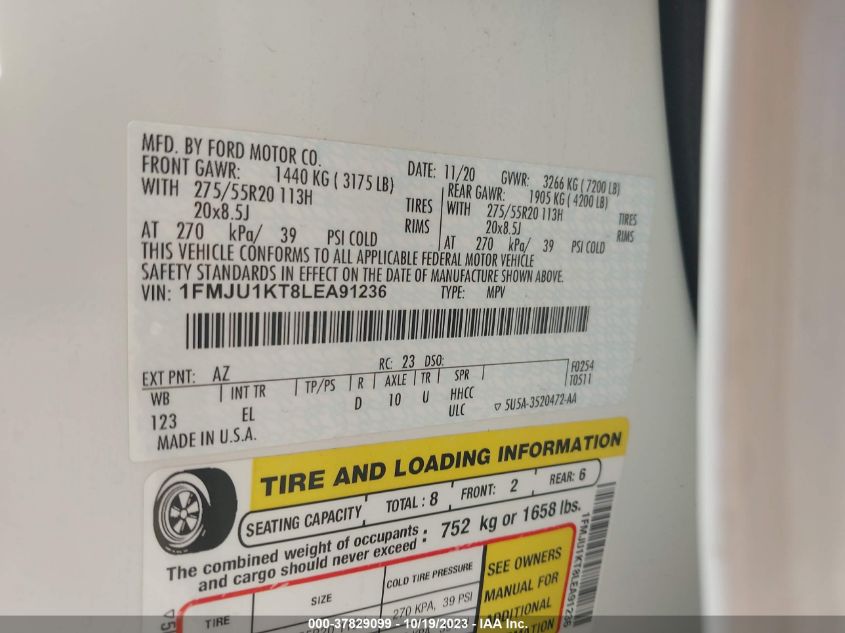 MFD. BY FORD MOTOR CO.
DATE: 11/20 GVWR: 3266 KG ( 7200 LB)
FRONT GAWR: 1440 KG ( 3175 LB)
REAR GAWR: 1905 KG ( 4200 LB)
WITH 275/55R20 113H TIRES
WITH 275/55R20 113H TIRES
20x8.5J RIMS
20x8.5J RIMS
AT 270 kPa/ 39 PSI COLD
AT 270 kPa/ 39 PSI COLD
THIS VEHICLE CONFORMS TO ALL APPLICABLE FEDERAL MOTOR VEHICLE
SAFETY STANDARDS IN EFFECT ON THE DATE OF MANUFACTURE SHOWN ABOVE.
VIN: 1FMJU1KT8LEA91236 TYPE: MPV
EXT PNT: AZ RC: 23 DSO:
F0254
T0511
WB INT TR TP/PS R AXLE TR SPR
123 EL D 10 U HHCC
ULC
5U5A-3520472-AA
MADE IN U.S.A.
TIRE AND LOADING INFORMATION
SEATING CAPACITY TOTAL: 8 FRONT: 2 REAR: 6
The combined weight of occupants and cargo should never exceed : 752 kg or 1658 lbs.
TIRE SIZE COLD TIRE PRESSURE
270 KPA, 39 PSI
SEE OWNERS
MANUAL FOR
ADDITIONAL
1FMJU1KT8LEA91236
000-37829099 - 10/19/2023 - IAA Inc.